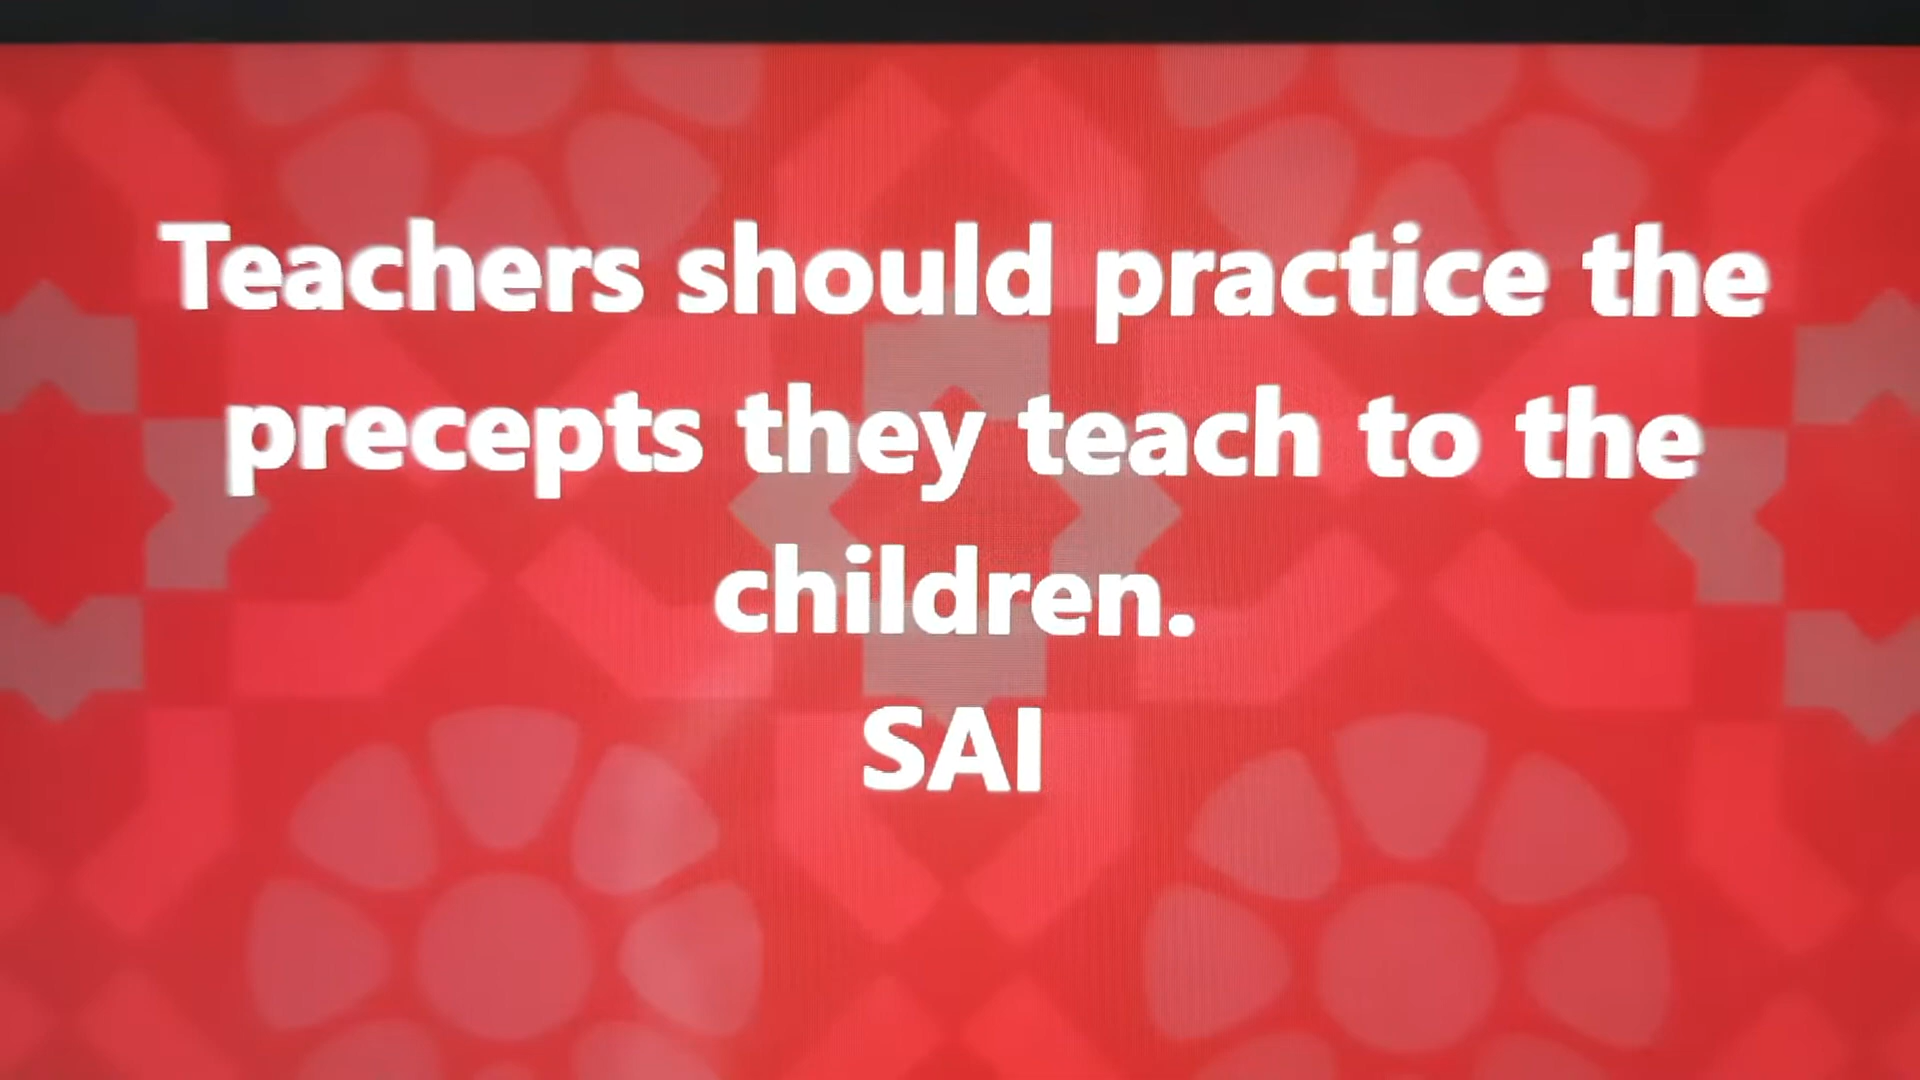 Teachers should practice the
precepts they teach to the
children.
SAI